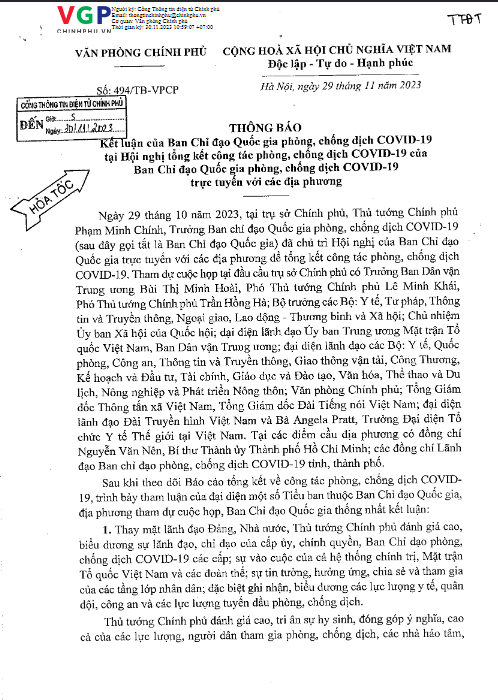 VGP
CHINHPHU.VN
Người ký: Cổng Thông tin điện tử Chính phủ
Email: thongtinchinhphu@chinhphu.vn
Cơ quan: Văn phòng Chính phủ
Thời gian ký: 30.11.2023 10:59:07 +07:00
TTĐT
VĂN PHÒNG CHÍNH PHỦ
CỘNG HOÀ XÃ HỘI CHỦ NGHĨA VIỆT NAM
Độc lập - Tự do - Hạnh phúc
Số: 494/TB-VPCP
Hà Nội, ngày 29 tháng 11 năm 2023
CỔNG THÔNG TIN ĐIỆN TỬ CHÍNH PHỦ
ĐẾN
Giờ: S
Ngày: 30/11/2023
HỎA TỐC
THÔNG BÁO
Kết luận của Ban Chỉ đạo Quốc gia phòng, chống dịch COVID-19
tại Hội nghị tổng kết công tác phòng, chống dịch COVID-19 của
Ban Chỉ đạo Quốc gia phòng, chống dịch COVID-19
trực tuyến với các địa phương
Ngày 29 tháng 10 năm 2023, tại trụ sở Chính phủ, Thủ tướng Chính phủ
Phạm Minh Chính, Trưởng Ban chỉ đạo Quốc gia phòng, chống dịch COVID-19
(sau đây gọi tắt là Ban Chỉ đạo Quốc gia) đã chủ trì Hội nghị của Ban Chỉ đạo
Quốc gia trực tuyến với các địa phương để tổng kết công tác phòng, chống dịch
COVID-19. Tham dự cuộc họp tại đầu cầu trụ sở Chính phủ có Trưởng Ban Dân vận
Trung ương Bùi Thị Minh Hoài, Phó Thủ tướng Chính phủ Lê Minh Khái,
Phó Thủ tướng Chính phủ Trần Hồng Hà; Bộ trưởng các Bộ: Y tế, Tư pháp, Thông
tin và Truyền thông, Ngoại giao, Lao động - Thương binh và Xã hội; Chủ nhiệm
Ủy ban Xã hội của Quốc hội; đại diện lãnh đạo Ủy ban Trung ương Mặt trận Tổ
quốc Việt Nam, Ban Dân vận Trung ương; đại diện lãnh đạo các Bộ: Y tế, Quốc
phòng, Công an, Thông tin và Truyền thông, Giao thông vận tải, Công Thương,
Kế hoạch và Đầu tư, Tài chính, Giáo dục và Đào tạo, Văn hóa, Thể thao và Du
lịch, Nông nghiệp và Phát triển Nông thôn; Văn phòng Chính phủ; Tổng Giám
đốc Thông tấn xã Việt Nam, Tổng Giám đốc Đài Tiếng nói Việt Nam; đại diện
lãnh đạo Đài Truyền hình Việt Nam và Bà Angela Pratt, Trưởng Đại diện Tổ
chức Y tế Thế giới tại Việt Nam. Tại các điểm cầu địa phương có đồng chí
Nguyễn Văn Nên, Bí thư Thành ủy Thành phố Hồ Chí Minh; các đồng chí Lãnh
đạo Ban chỉ đạo phòng, chống dịch COVID-19 tỉnh, thành phố.
Sau khi theo dõi Báo cáo tổng kết về công tác phòng, chống dịch COVID-
19, trình bày tham luận của đại diện một số Tiểu ban thuộc Ban Chỉ đạo Quốc gia,
địa phương tham dự cuộc họp, Ban Chỉ đạo Quốc gia thống nhất kết luận:
1. Thay mặt lãnh đạo Đảng, Nhà nước, Thủ tướng Chính phủ đánh giá cao,
biểu dương sự lãnh đạo, chỉ đạo của cấp ủy, chính quyền, Ban Chỉ đạo phòng,
chống dịch COVID-19 các cấp; sự vào cuộc của cả hệ thống chính trị, Mặt trận
Tổ quốc Việt Nam và các đoàn thể; sự tin tưởng, hưởng ứng, chia sẻ và tham gia
của các tầng lớp nhân dân; đặc biệt ghi nhận, biểu dương các lực lượng y tế, quân
đội, công an và các lực lượng tuyến đầu phòng, chống dịch.
Thủ tướng Chính phủ đánh giá cao, tri ân sự hy sinh, đóng góp ý nghĩa, cao
cả của các lực lượng, người dân tham gia phòng, chống dịch, các nhà hảo tâm,